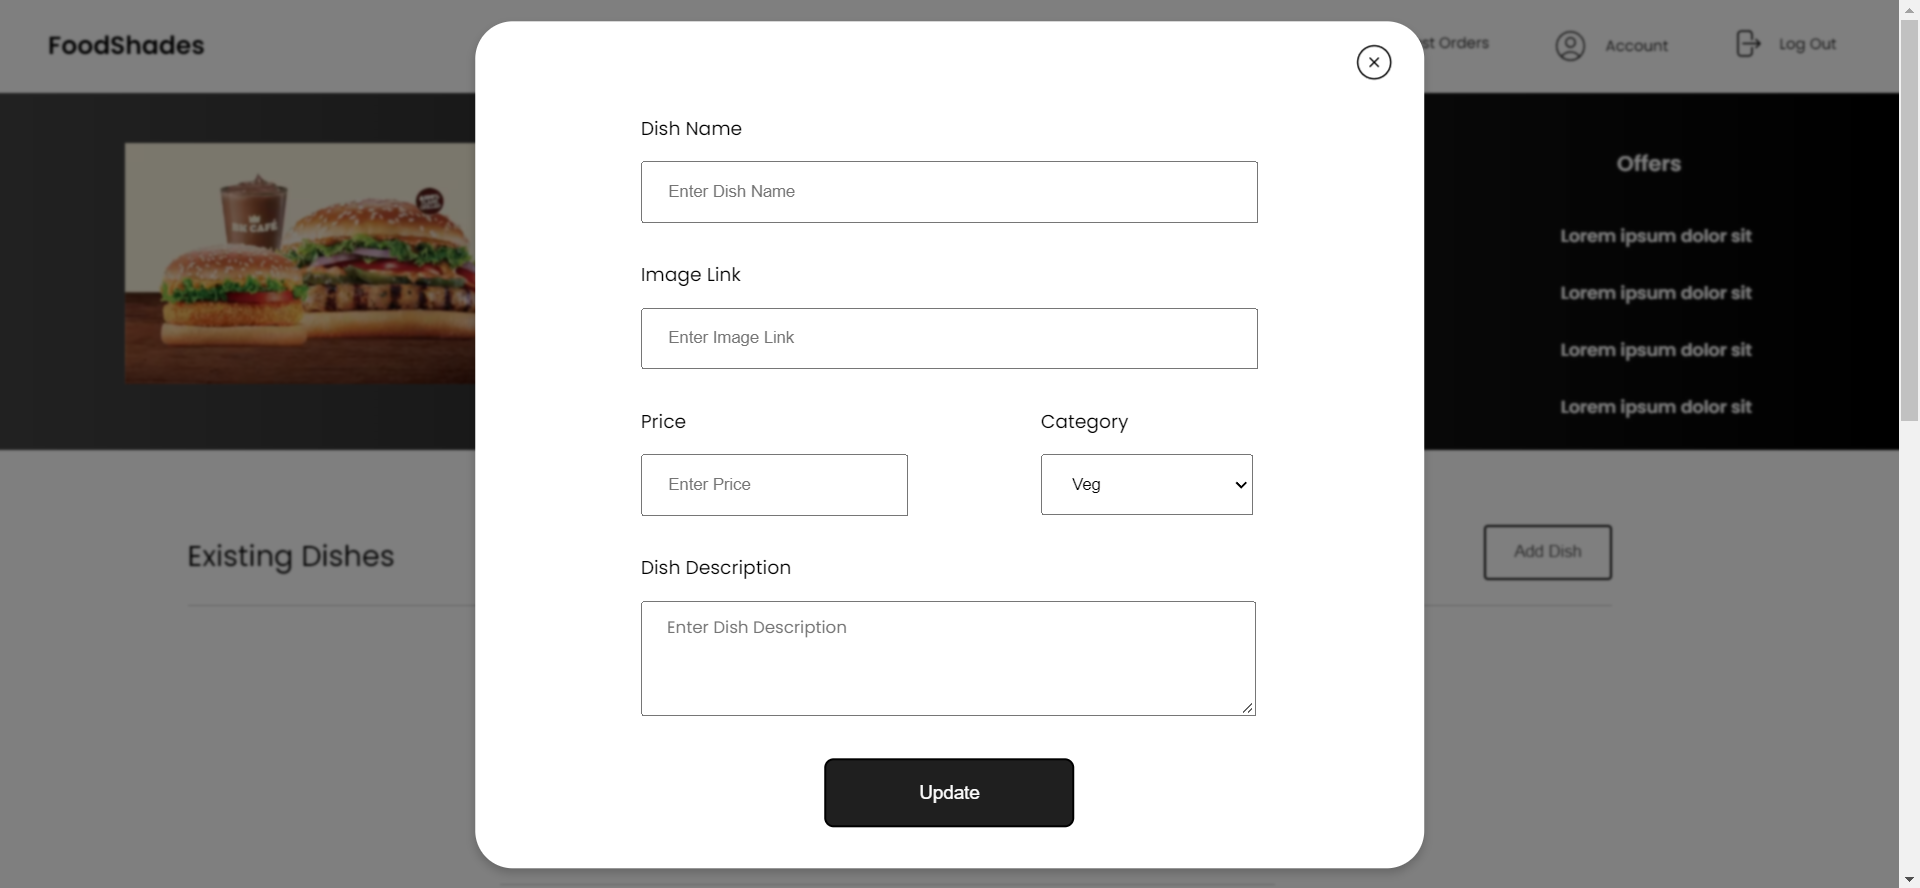 FoodShades
st Orders
Account
Log Out
Dish Name
Enter Dish Name
Image Link
Enter Image Link
Price
Category
Enter Price
Veg
Dish Description
Enter Dish Description
Update
Offers
Lorem ipsum dolor sit
Lorem ipsum dolor sit
Lorem ipsum dolor sit
Lorem ipsum dolor sit
Existing Dishes
Add Dish